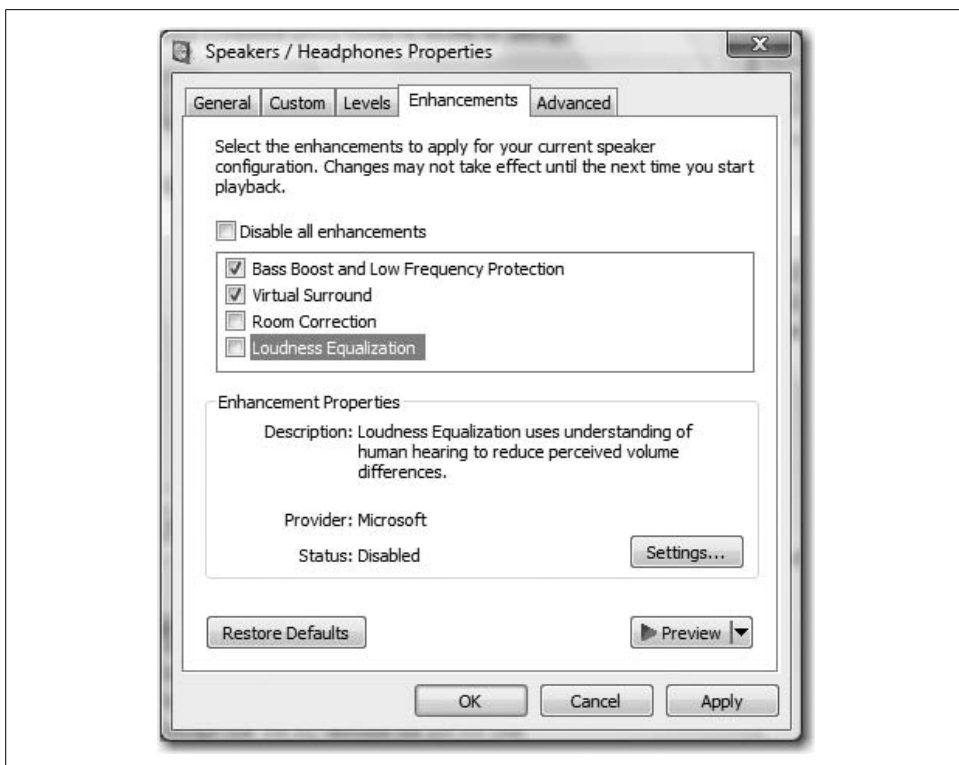 Speakers / Headphones Properties
General Custom Levels Enhancements Advanced
Select the enhancements to apply for your current speaker
configuration. Changes may not take effect until the next time you start
playback.
Disable all enhancements
Bass Boost and Low Frequency Protection
Virtual Surround
Room Correction
Loudness Equalization
Enhancement Properties
Description: Loudness Equalization uses understanding of
human hearing to reduce perceived volume
differences.
Provider: Microsoft
Status: Disabled
Settings...
Restore Defaults
Preview
OK Cancel Apply